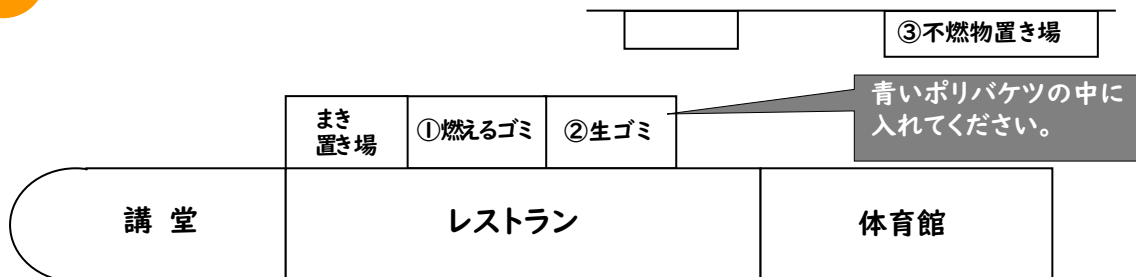 ③不燃物置き場
青いポリバケツの中に
入れてください。
まき
置き場
①燃えるゴミ
②生ゴミ
講 堂
レストラン
体育館